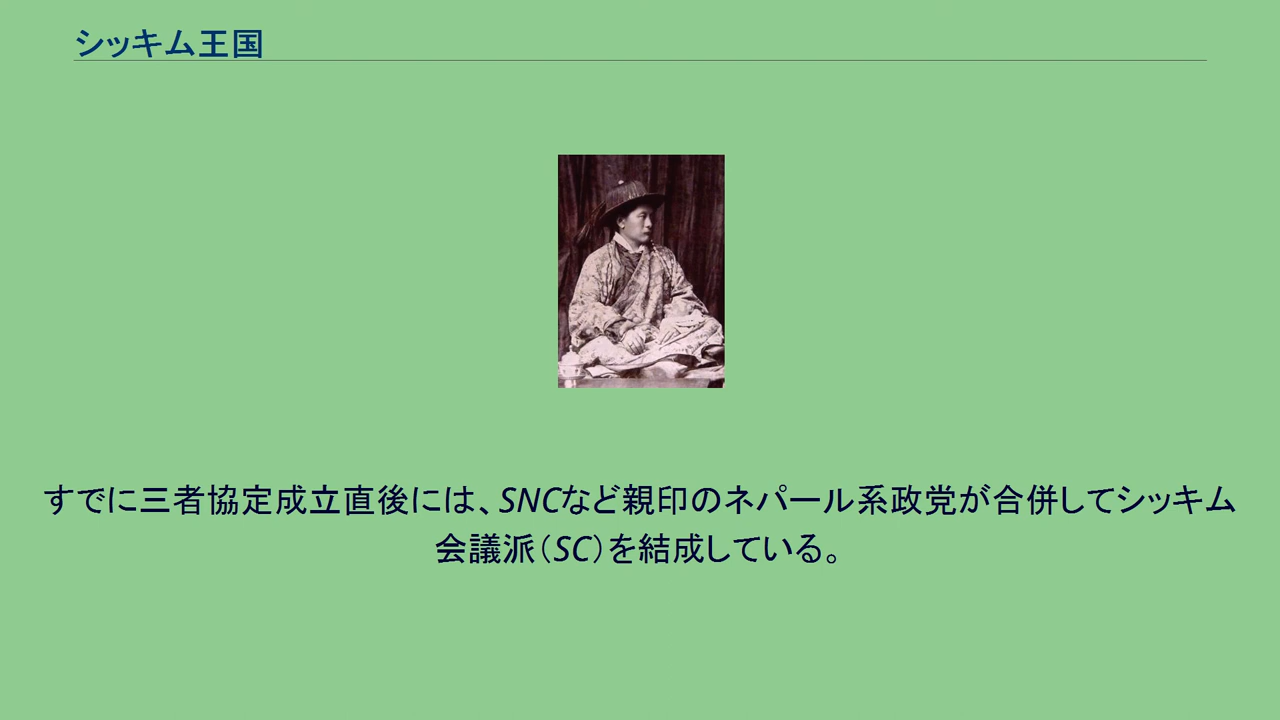 シッキム王国
すでに三者協定成立直後には、SNCなど親印のネパール系政党が合併してシッキム
会議派（SC）を結成している。